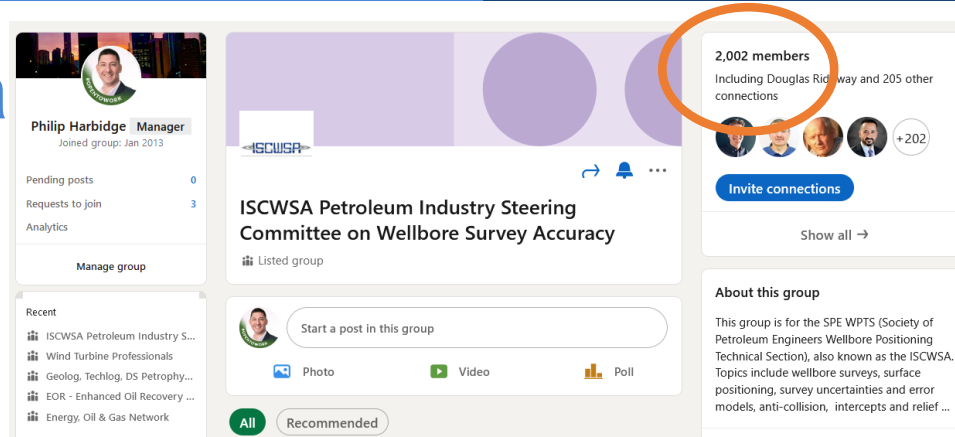 #OPENTOWORK
Philip Harbidge Manager
Joined group: Jan 2013
Pending posts 0
Requests to join 3
Analytics
Manage group
Recent
ISCWSA Petroleum Industry S...
Wind Turbine Professionals
Geolog, Techlog, DS Petrophy...
EOR - Enhanced Oil Recovery ...
Energy, Oil & Gas Network
ISCWSA
ISCWSA Petroleum Industry Steering
Committee on Wellbore Survey Accuracy
Listed group
Start a post in this group
Photo Video Poll
All Recommended
2,002 members
Including Douglas and 205 other
connections
+202
Invite connections
Show all →
About this group
This group is for the SPE WPTS (Society of
Petroleum Engineers Wellbore Positioning
Technical Section), also known as the ISCWSA.
Topics include wellbore surveys, surface
positioning, survey uncertainties and error
models, anti-collision, intercepts and relief ...